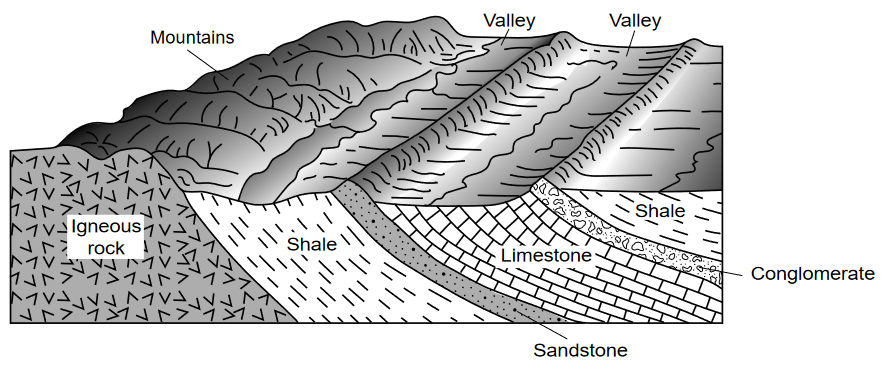 Valley
Valley
Mountains
Igneous
rock
Shale
Shale
Limestone
Conglomerate
Sandstone